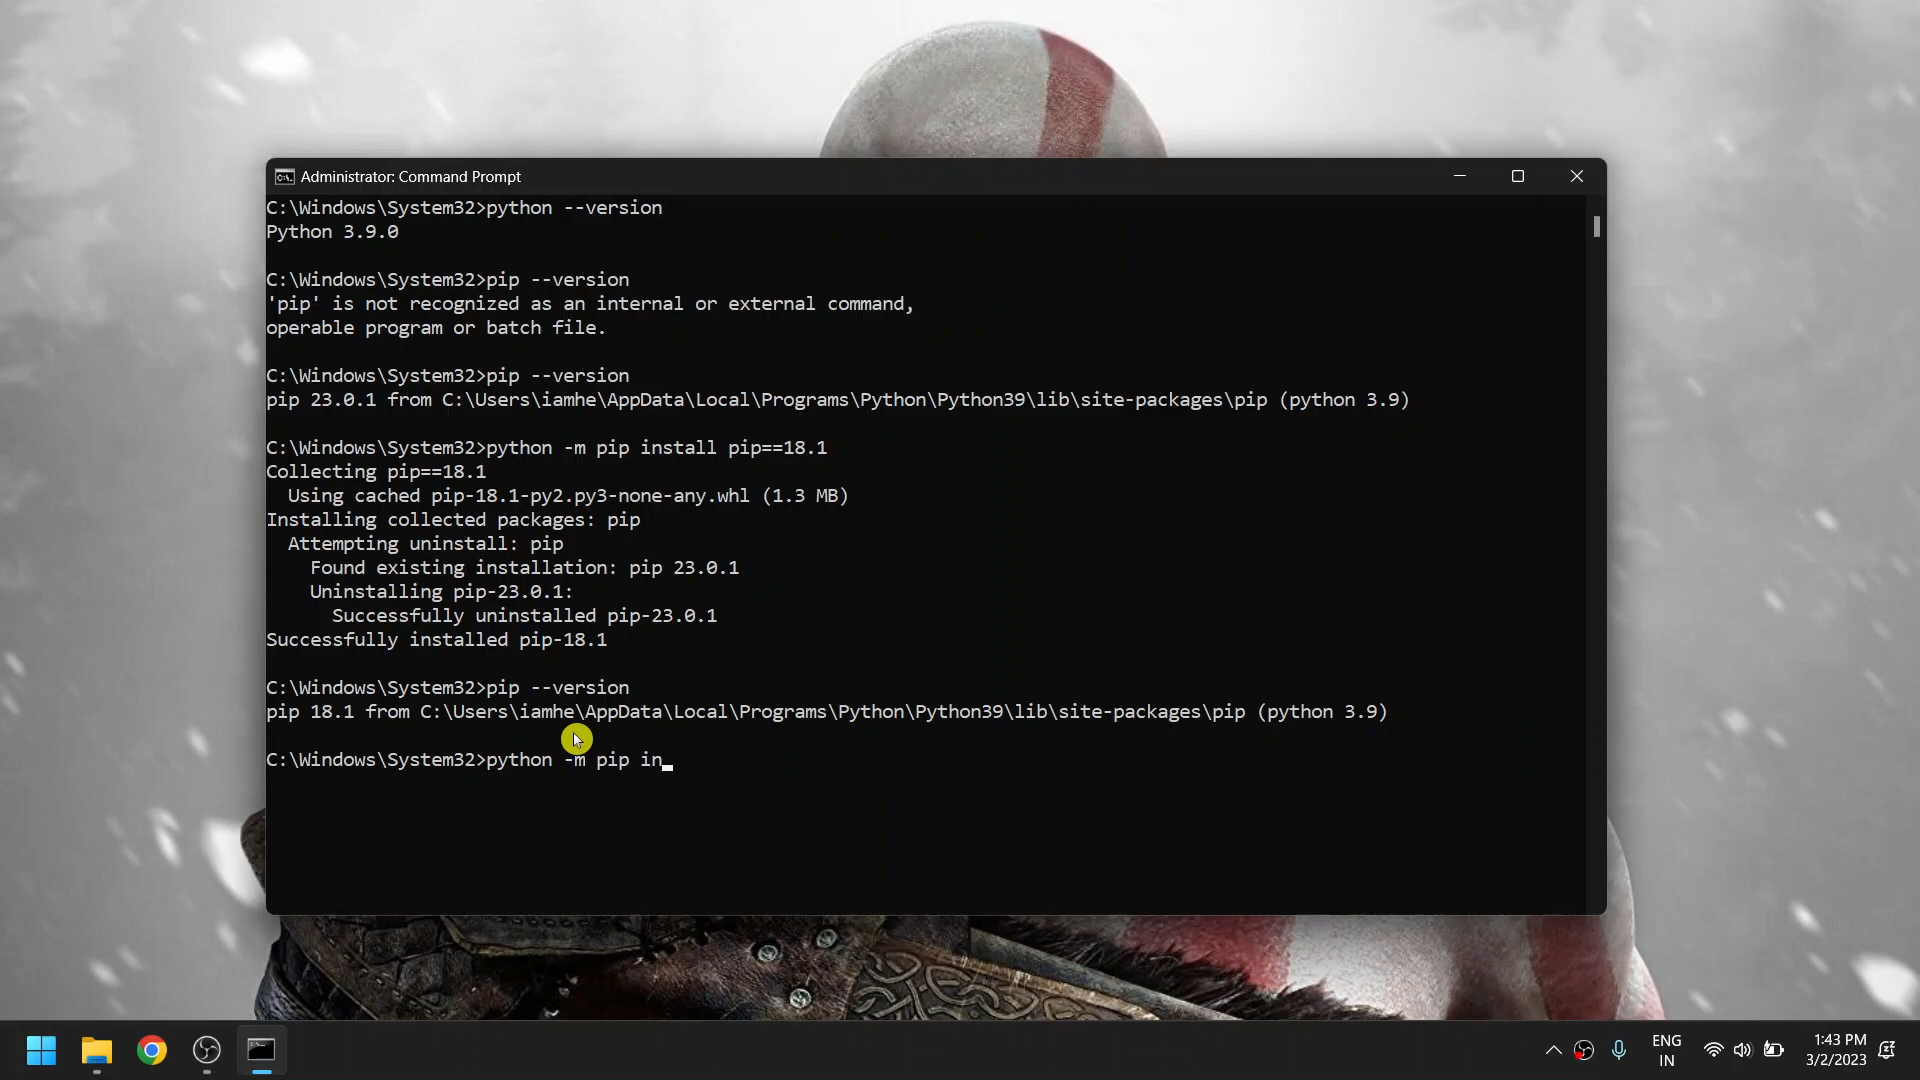 Administrator: Command Prompt
C:\Windows\System32>python --version
Python 3.9.0
C:\Windows\System32>pip --version
'pip' is not recognized as an internal or external command,
operable program or batch file.
C:\Windows\System32>pip --version
pip 23.0.1 from C:\Users\iamhe\AppData\Local\Programs\Python\Python39\lib\site-packages\pip (python 3.9)
C:\Windows\System32>python -m pip install pip==18.1
Collecting pip==18.1
Using cached pip-18.1-py2.py3-none-any.whl (1.3 MB)
Installing collected packages: pip
Attempting uninstall: pip
Found existing installation: pip 23.0.1
Uninstalling pip-23.0.1:
Successfully uninstalled pip-23.0.1
Successfully installed pip-18.1
C:\Windows\System32>pip --version
pip 18.1 from C:\Users\iamhe\AppData\Local\Programs\Python\Python39\lib\site-packages\pip (python 3.9)
C:\Windows\System32>python -m pip in
ENG
IN
1:43 PM
3/2/2023